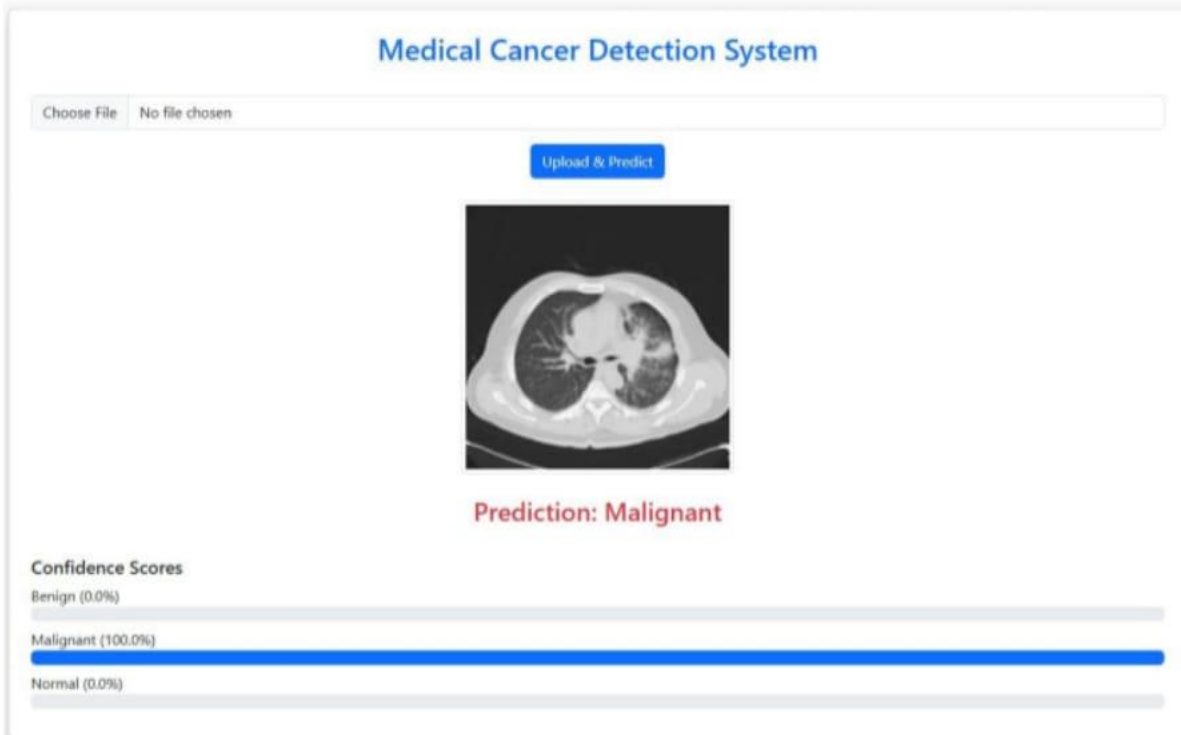 Medical Cancer Detection System
Choose File No file chosen
Upload & Predict
Prediction: Malignant
Confidence Scores
Benign (0.0%)
Malignant (100.0%)
Normal (0.0%)